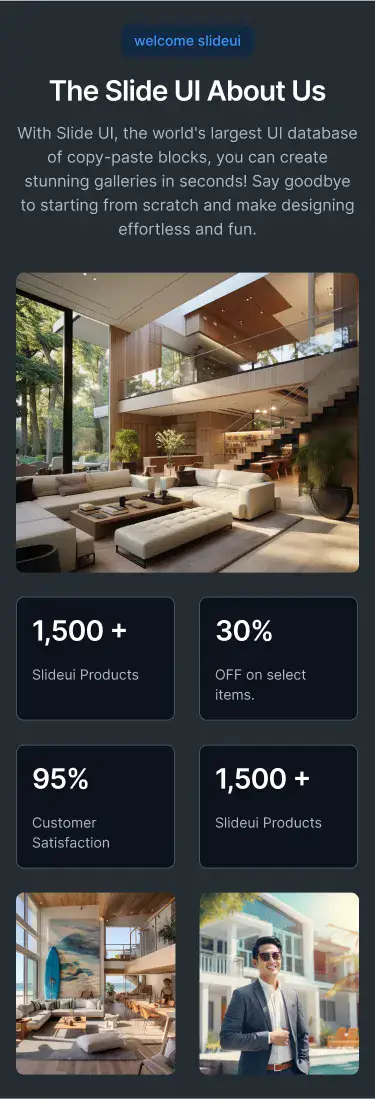 welcome slideui
The Slide UI About Us
With Slide UI, the world's largest UI database
of copy-paste blocks, you can create
stunning galleries in seconds! Say goodbye
to starting from scratch and make designing
effortless and fun.
1,500 +
Slideui Products
30%
OFF on select
items.
95%
Customer
Satisfaction
1,500 +
Slideui Products